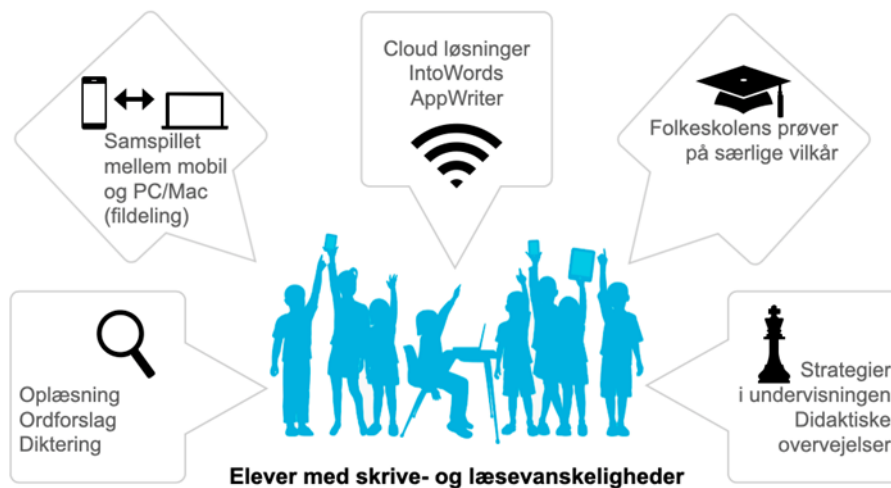 Samspillet
mellem mobil
og PC/Mac
(fildeling)
Cloud løsninger
IntoWords
AppWriter
Folkeskolens prøver
på særlige vilkår
Oplæsning
Ordforslag
Diktering
Strategier
i undervisningen
Didaktiske
overvejelser
Elever med skrive- og læsevanskeligheder